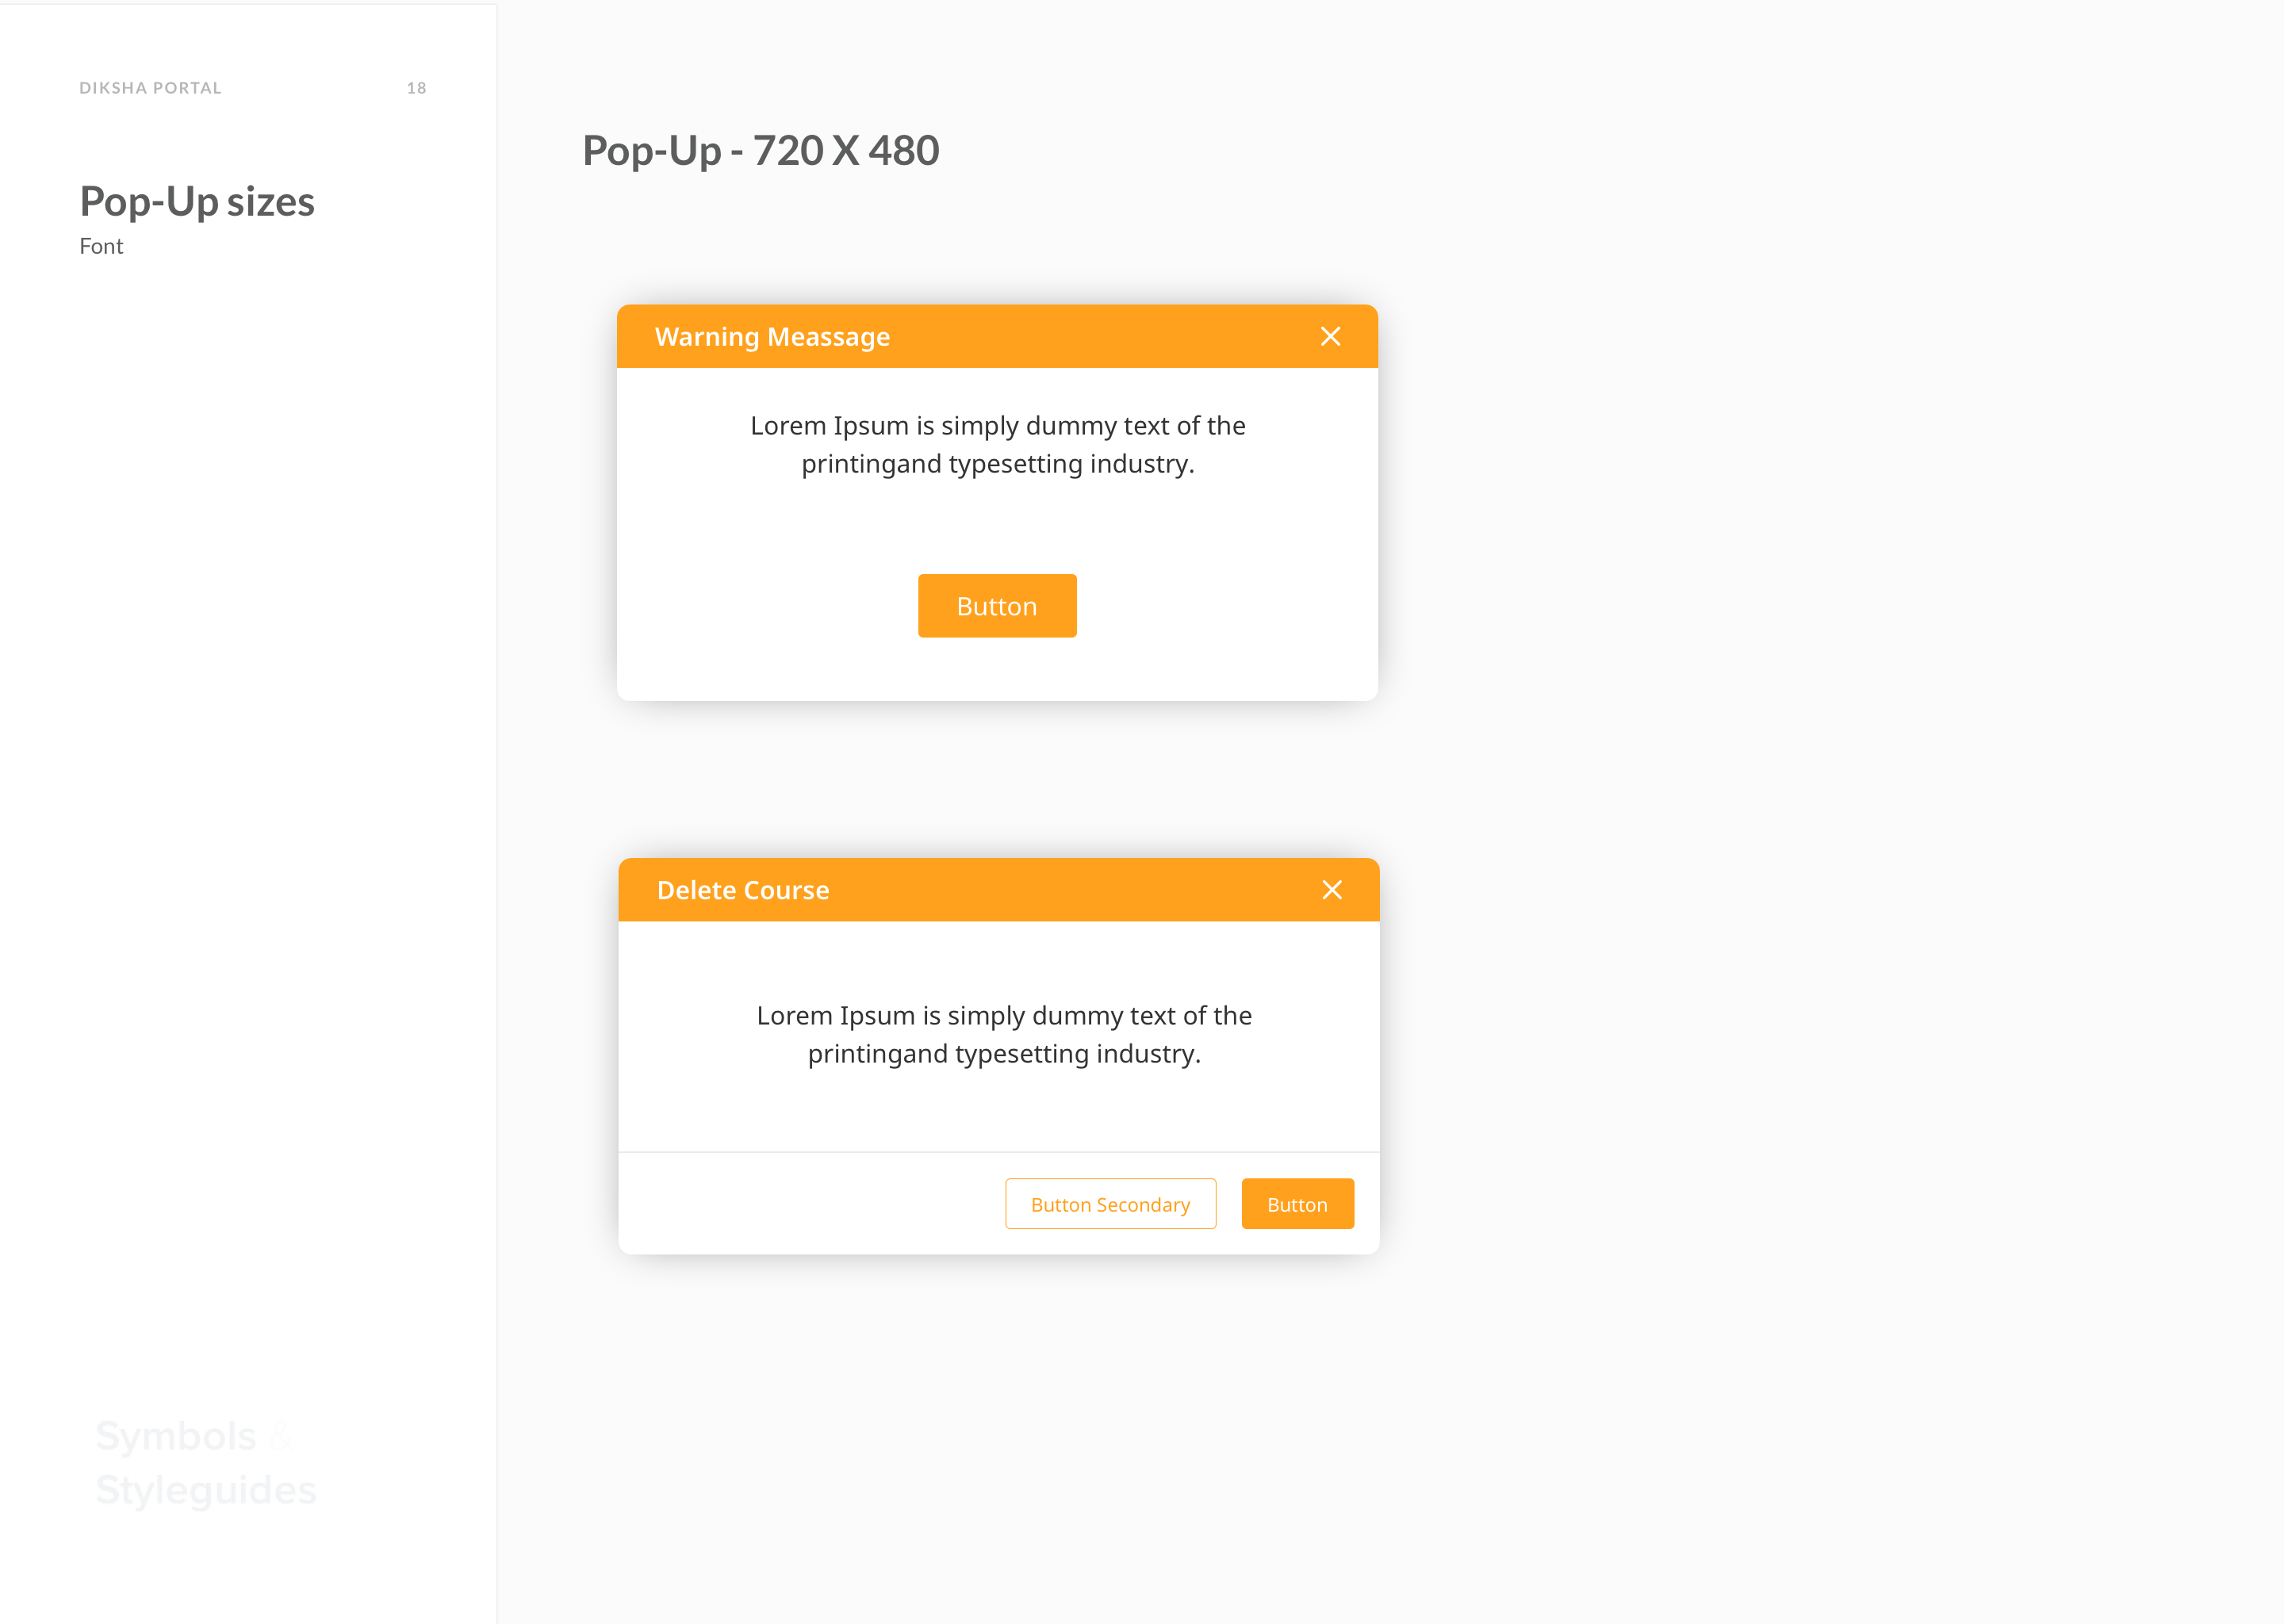 DIKSHA PORTAL 18
Pop-Up sizes
Font
Pop-Up - 720 X 480
Warning Meassage
Lorem Ipsum is simply dummy text of the
printingand typesetting industry.
Button
Delete Course
Lorem Ipsum is simply dummy text of the
printingand typesetting industry.
Button Secondary Button
Symbols &
Styleguides